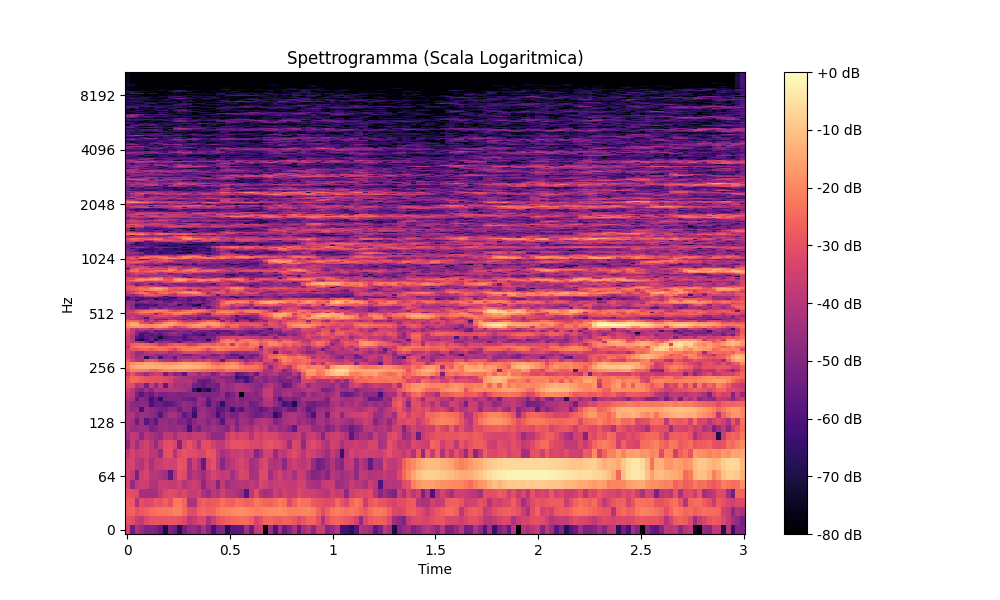 Spettrogramma (Scala Logaritmica)
Hz
8192
4096
2048
1024
512
256
128
64
0
0
0.5
1
1.5
2
2.5
3
Time
+0 dB
-10 dB
-20 dB
-30 dB
-40 dB
-50 dB
-60 dB
-70 dB
-80 dB